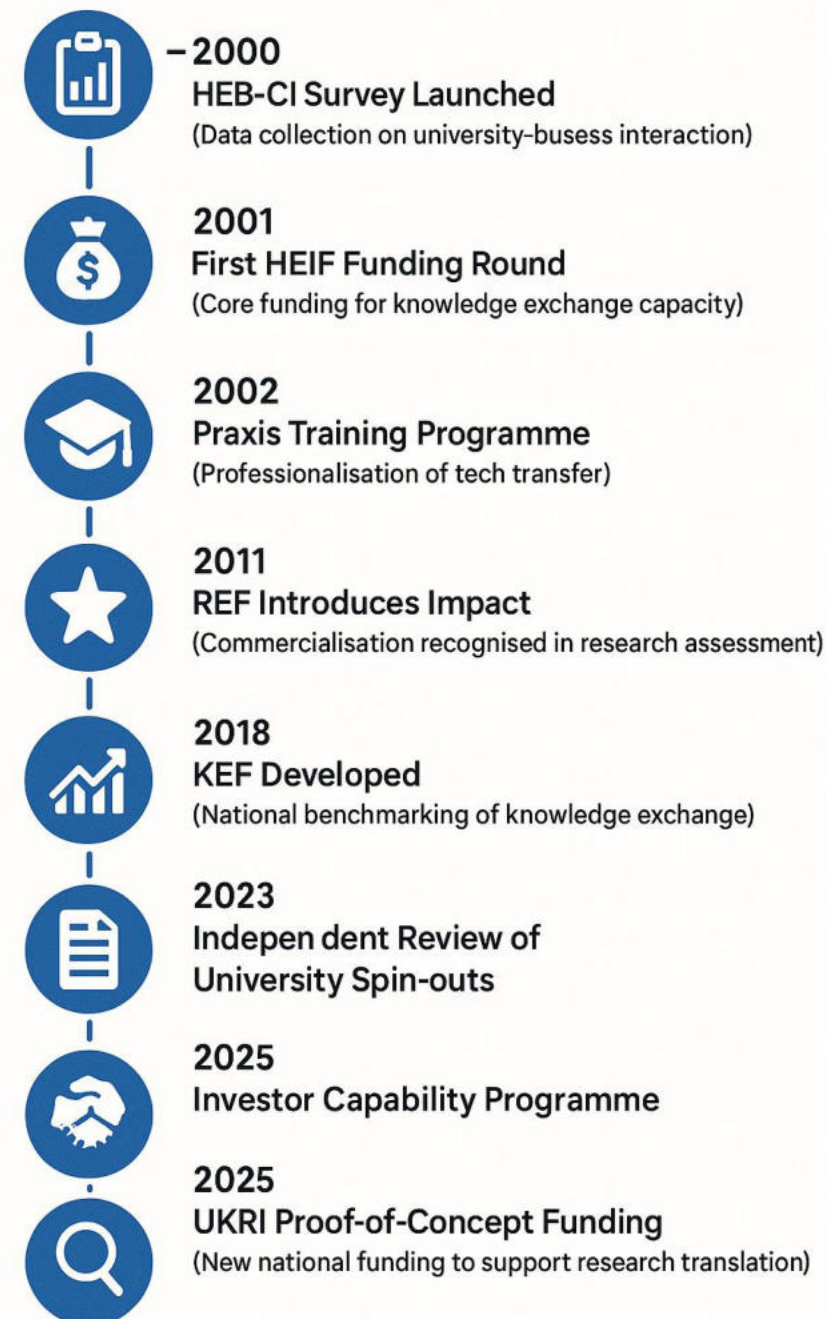 –2000
HEB-CI Survey Launched
(Data collection on university-busess interaction)
2001
First HEIF Funding Round
(Core funding for knowledge exchange capacity)
2002
Praxis Training Programme
(Professionalisation of tech transfer)
2011
REF Introduces Impact
(Commercialisation recognised in research assessment)
2018
KEF Developed
(National benchmarking of knowledge exchange)
2023
Indepen dent Review of
University Spin-outs
2025
Investor Capability Programme
2025
UKRI Proof-of-Concept Funding
(New national funding to support research translation)
$